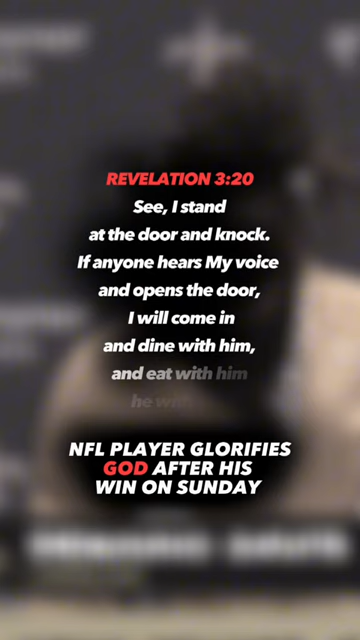 REVELATION 3:20
See, I stand
at the door and knock.
If anyone hears My voice
and opens the door,
I will come in
and dine with him,
and eat with him
he with
NFL PLAYER GLORIFIES
GOD AFTER HIS
WIN ON SUNDAY